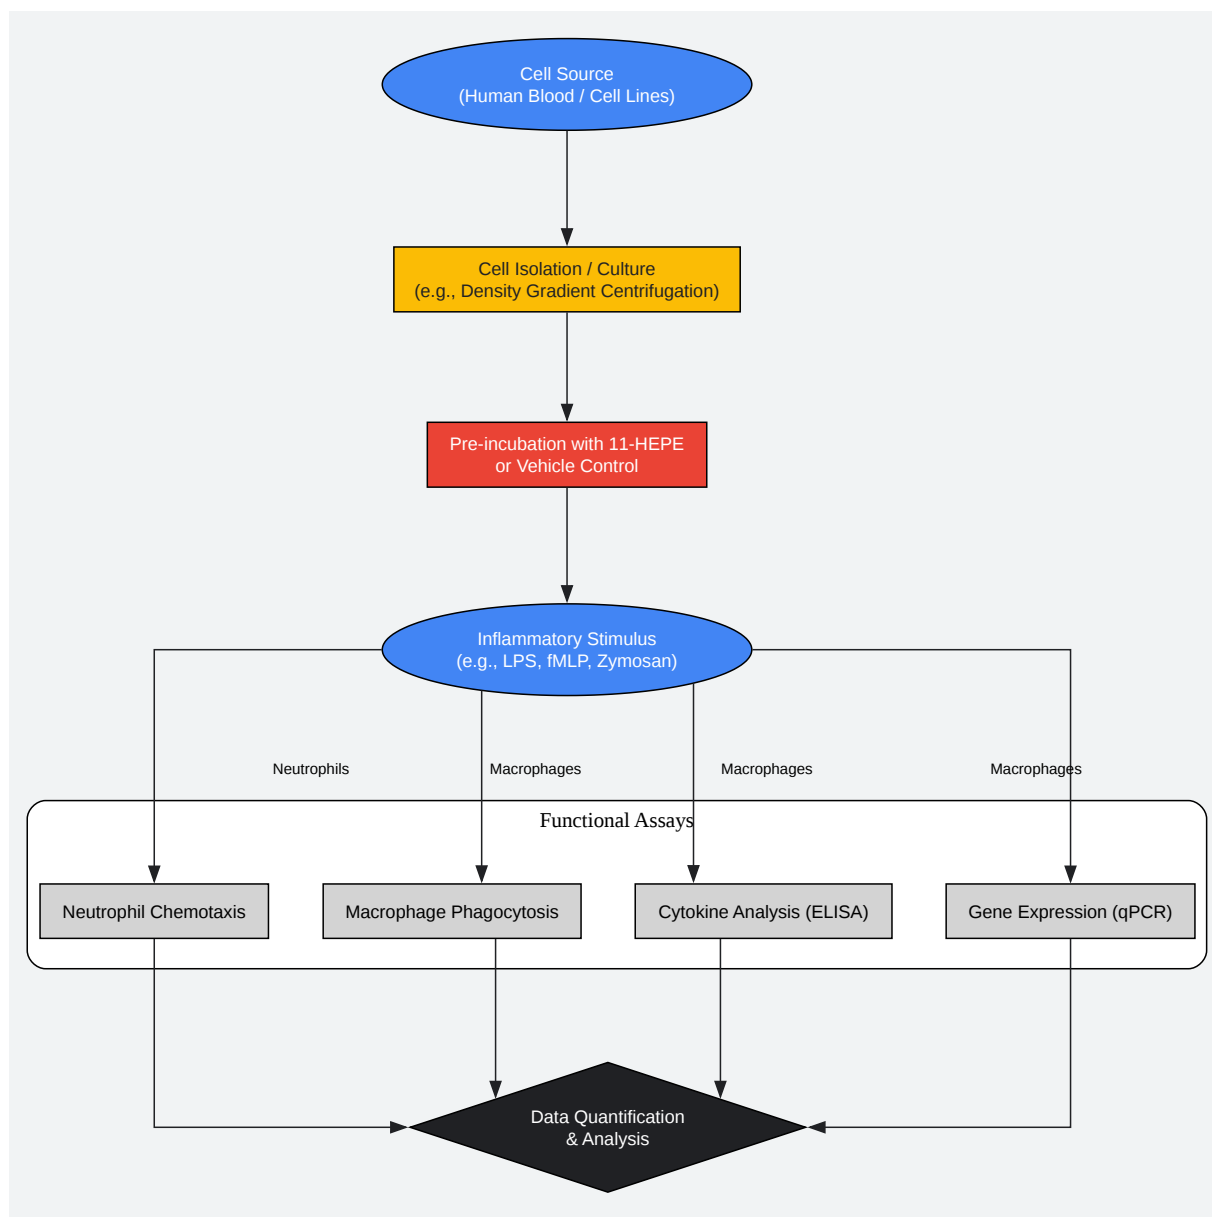 Cell Source
(Human Blood / Cell Lines)
Cell Isolation / Culture
(e.g., Density Gradient Centrifugation)
Pre-incubation with 11-HEPE
or Vehicle Control
Inflammatory Stimulus
(e.g., LPS, fMLP, Zymosan)
Neutrophils
Macrophages
Macrophages
Macrophages
Functional Assays
Neutrophil Chemotaxis
Macrophage Phagocytosis
Cytokine Analysis (ELISA)
Gene Expression (qPCR)
Data Quantification
& Analysis